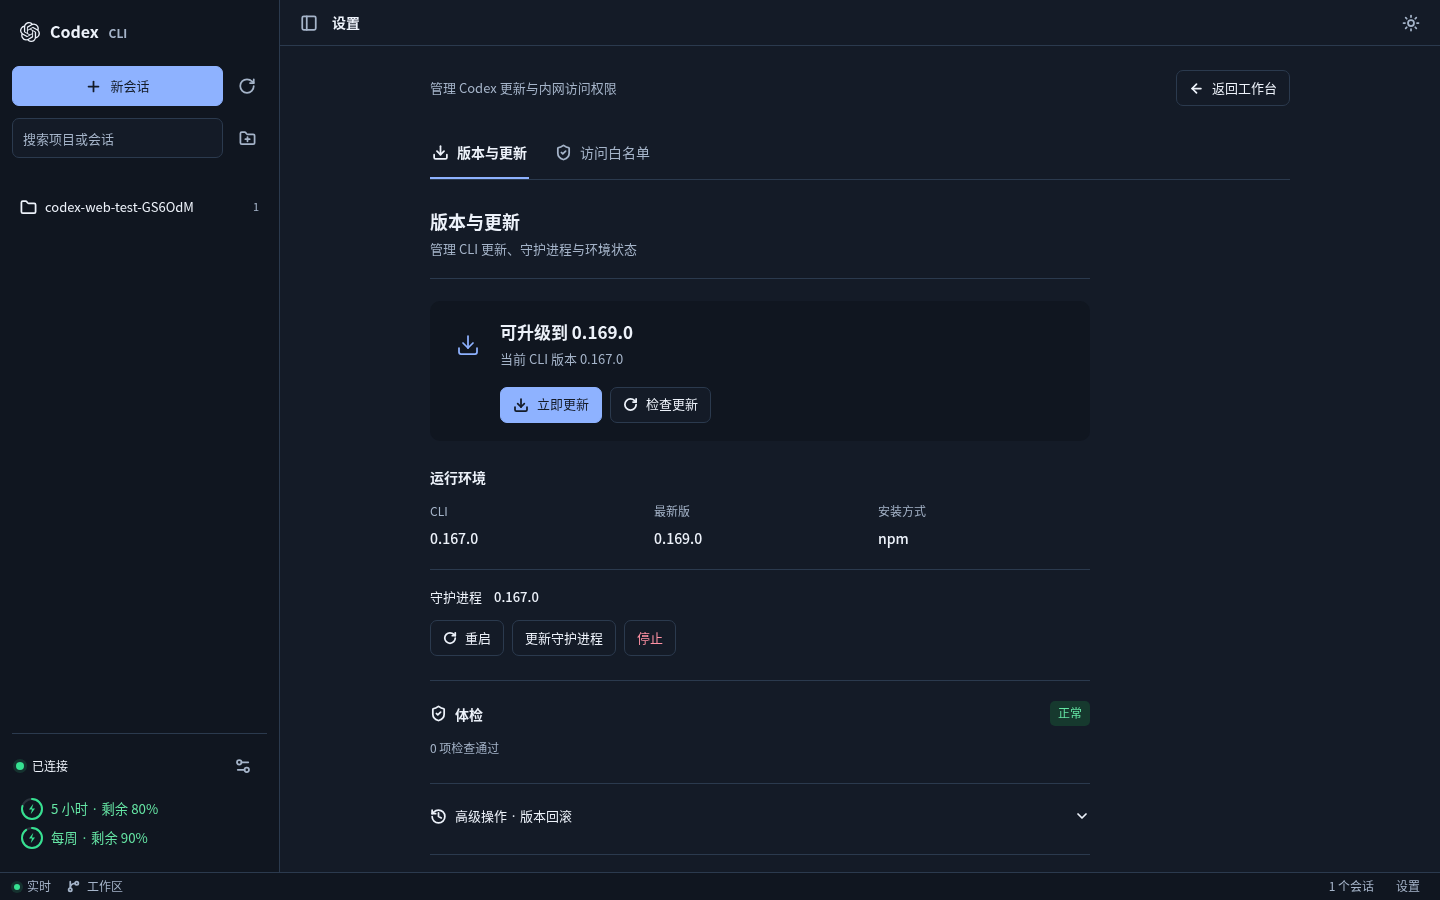 Codex CLI
新会话
搜索项目或会话
codex-web-test-GS6OdM 1
已连接
5 小时 · 剩余 80%
每周 · 剩余 90%
设置
管理 Codex 更新与内网访问权限
返回工作台
版本与更新 访问白名单
版本与更新
管理 CLI 更新、守护进程与环境状态
可升级到 0.169.0
当前 CLI 版本 0.167.0
立即更新 检查更新
运行环境
CLI 最新版 安装方式
0.167.0 0.169.0 npm
守护进程 0.167.0
重启 更新守护进程 停止
体检 正常
0 项检查通过
高级操作 · 版本回滚
实时 工作区 1 个会话 设置